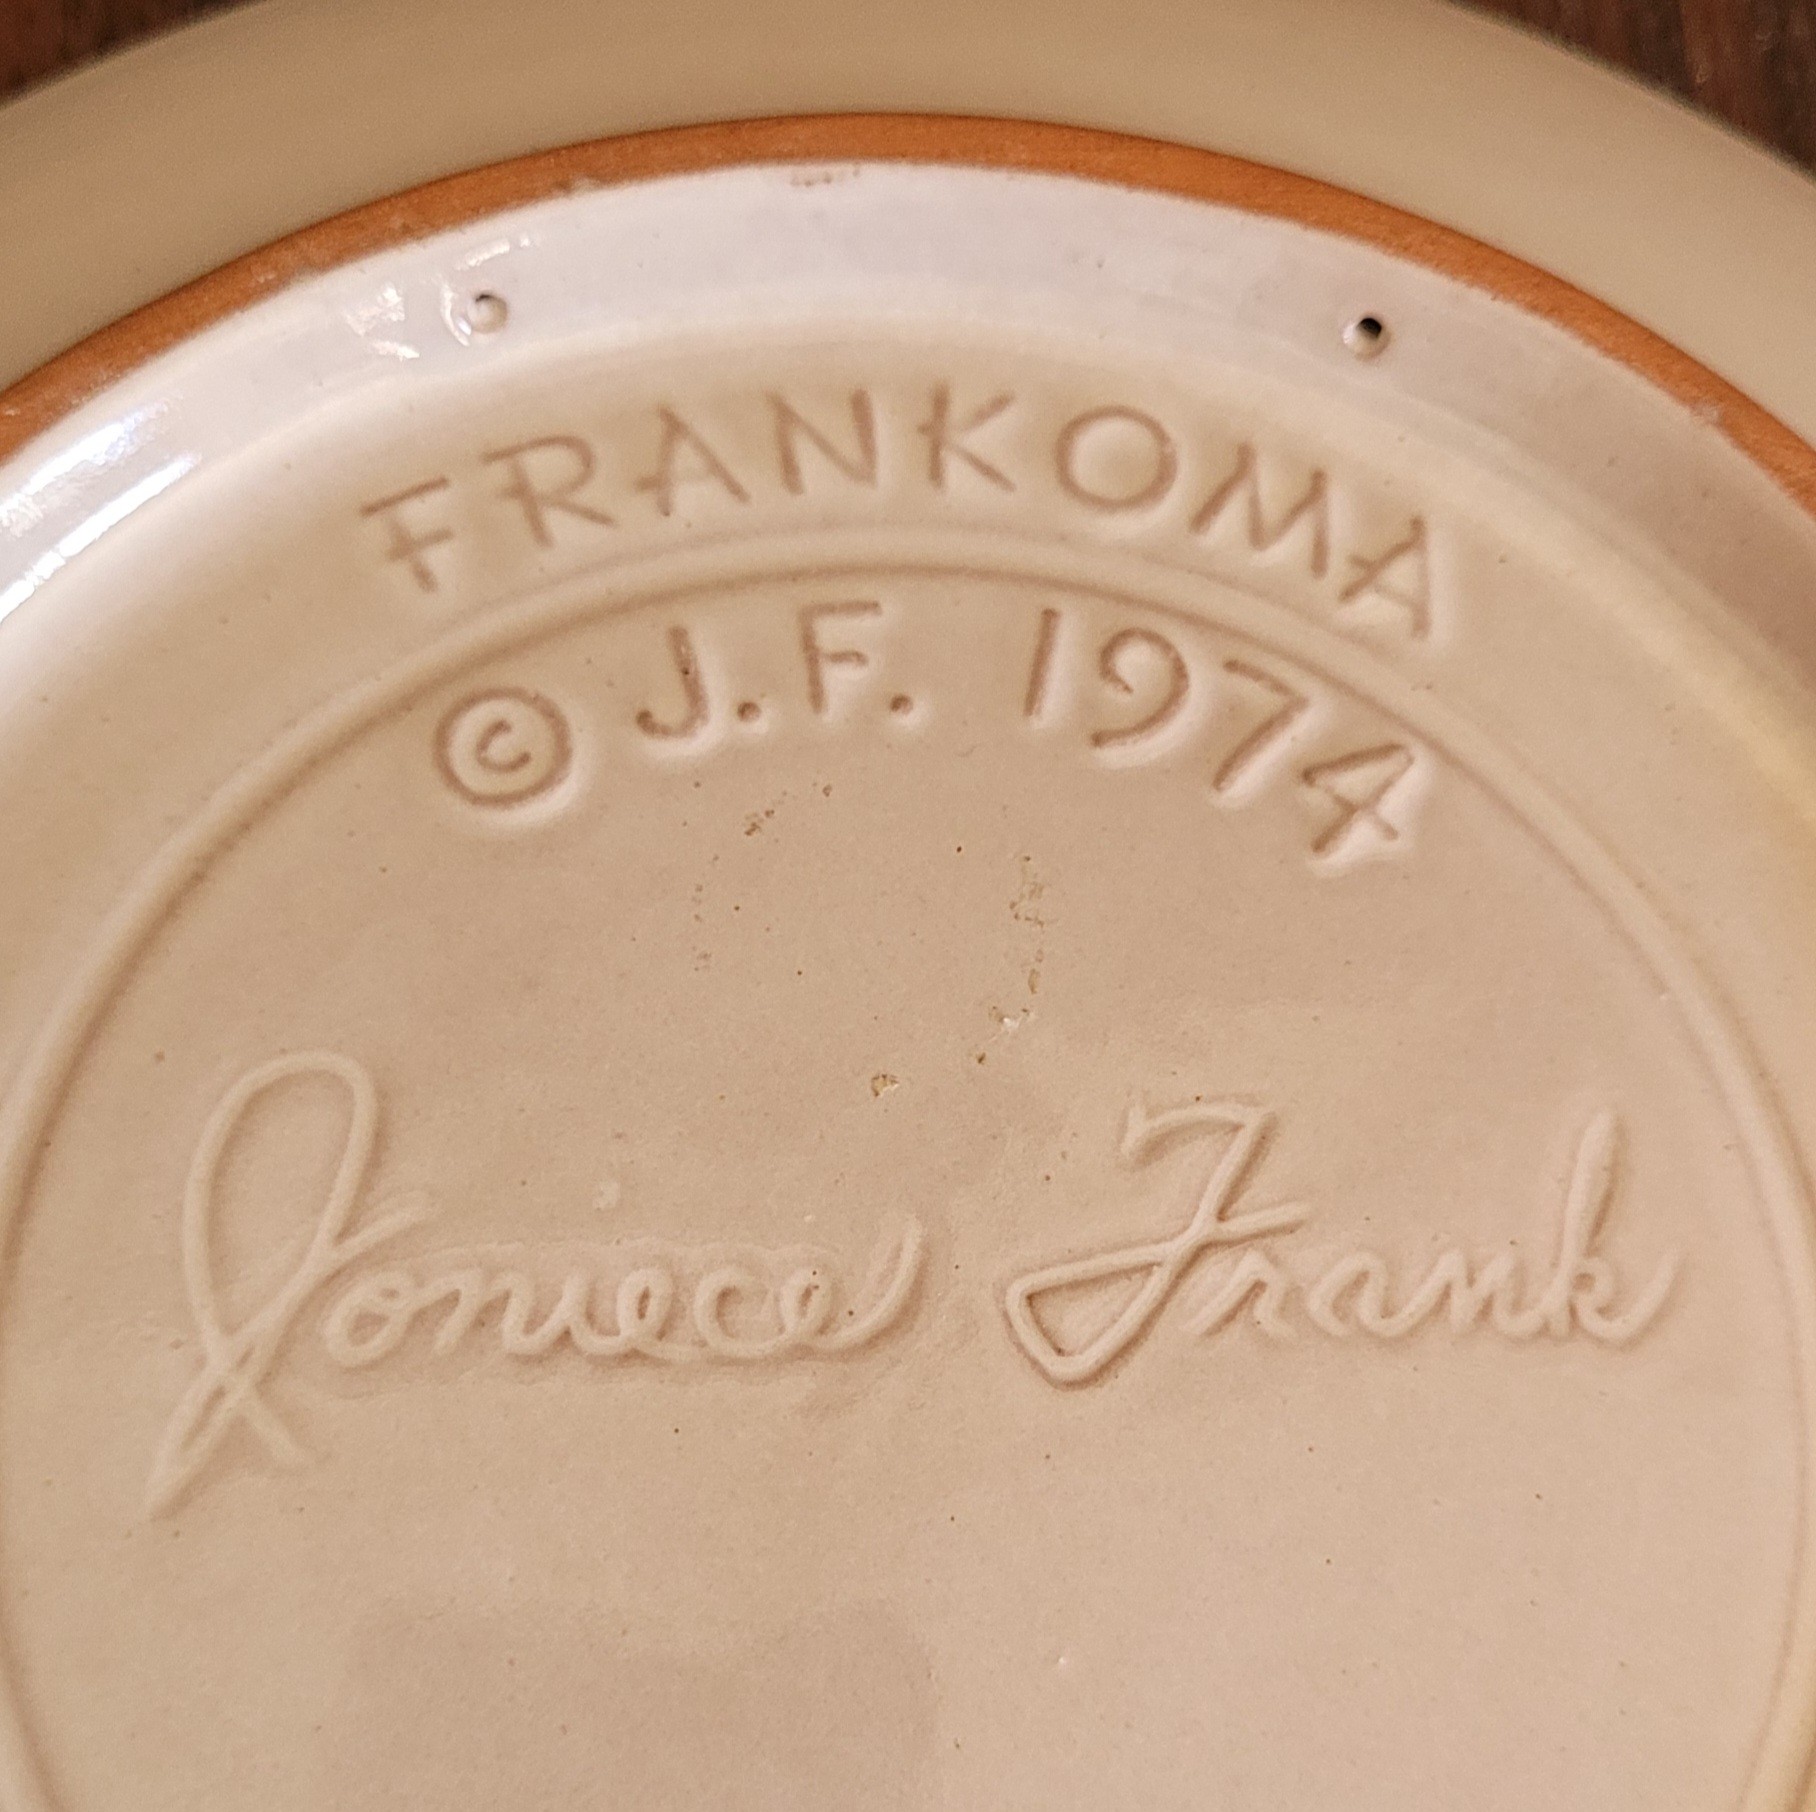 FRANKOMA
© J.F. 1974
Joniece Frank